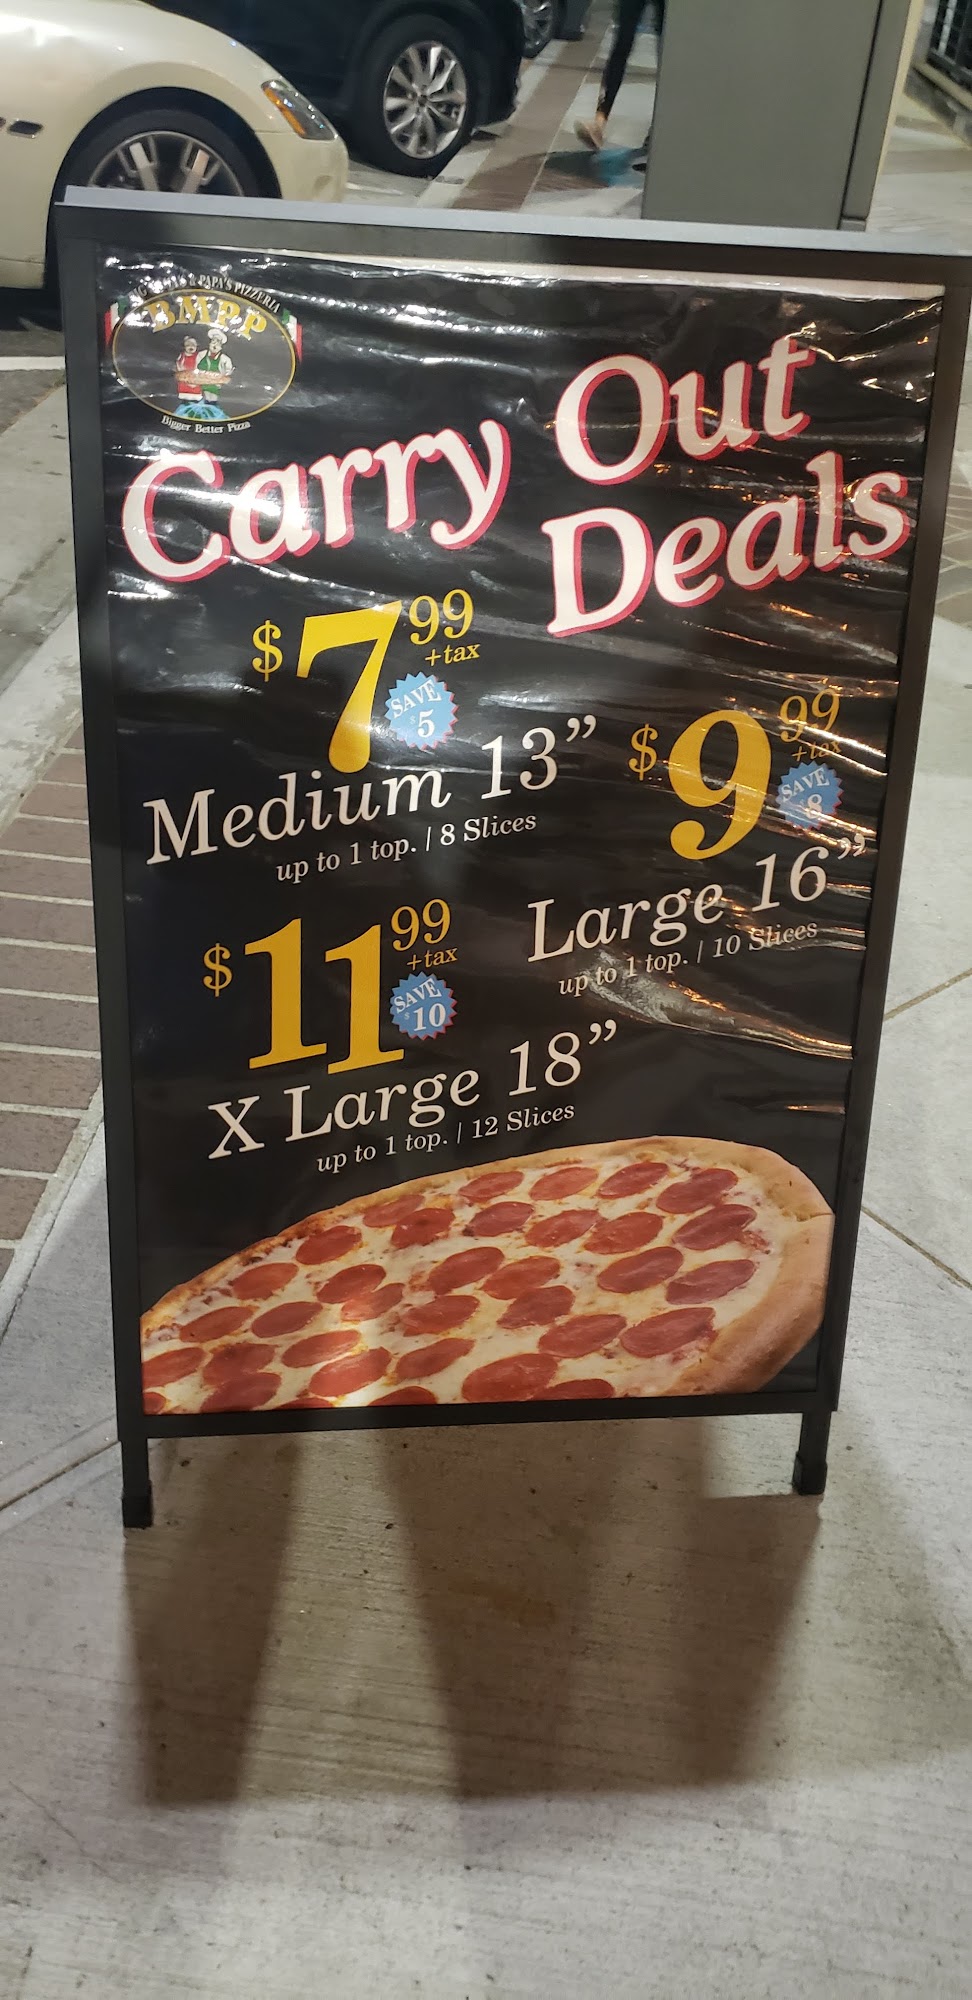 & PAPA'S PIZZERIA
BMPP
Bigger Better Pizza
Carry Out
Deals
$7.99
+tax
SAVE
$5
Medium 13”
up to 1 top. | 8 Slices
$9.99
+tax
SAVE
$8
Large 16”
up to 1 top. | 10 Slices
$11.99
+tax
SAVE
$10
X Large 18”
up to 1 top. | 12 Slices